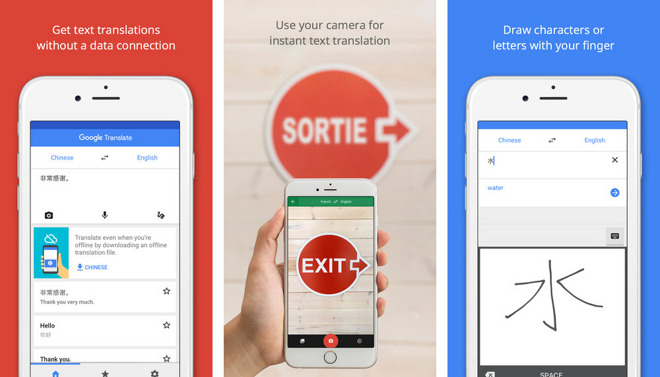 Get text translations
without a data connection
Google Translate
Chinese
English
非常感谢。
Translate even when you're
offline by downloading an offline
translation file.
CHINESE
非常感谢。
Thank you very much.
Hello
你好
Thank you.
Use your camera for
instant text translation
SORTIE
French
English
EXIT
Draw characters or
letters with your finger
Chinese
English
水
water
水
SPACE